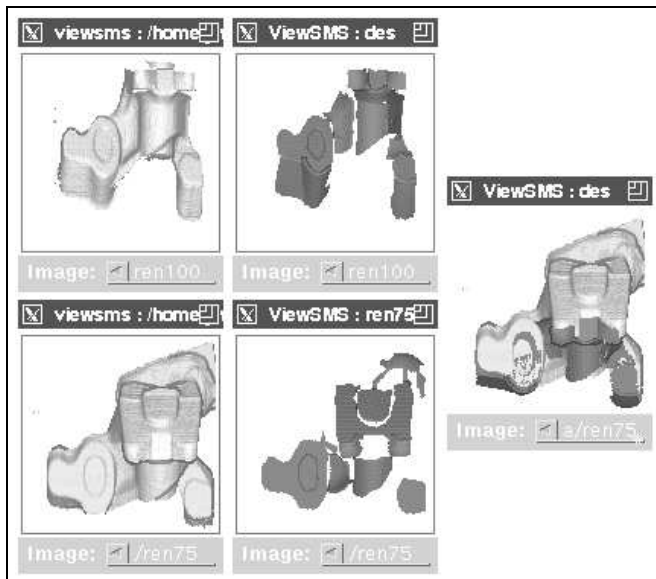 viewsms : /home
ViewSMS : des
Image: ren100
Image: ren100
ViewSMS : des
viewsms : /home
ViewSMS : ren75
Image: a/ren75
Image: /ren75
Image: /ren75